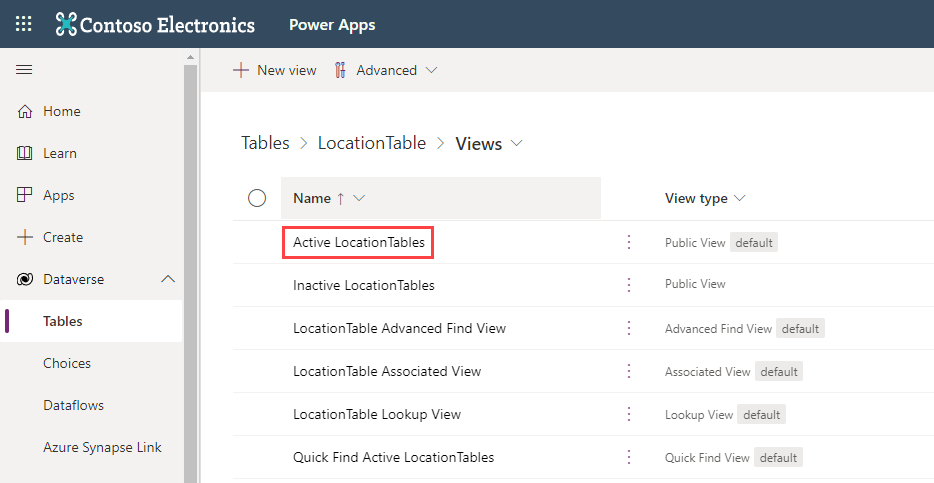 Contoso Electronics Power Apps
New view Advanced
Home
Learn
Apps
Create
Dataverse
Tables
Choices
Dataflows
Azure Synapse Link
Tables > LocationTable > Views
Name ↑ View type
Active LocationTables Public View default
Inactive LocationTables Public View
LocationTable Advanced Find View Advanced Find View default
LocationTable Associated View Associated View default
LocationTable Lookup View Lookup View default
Quick Find Active LocationTables Quick Find View default